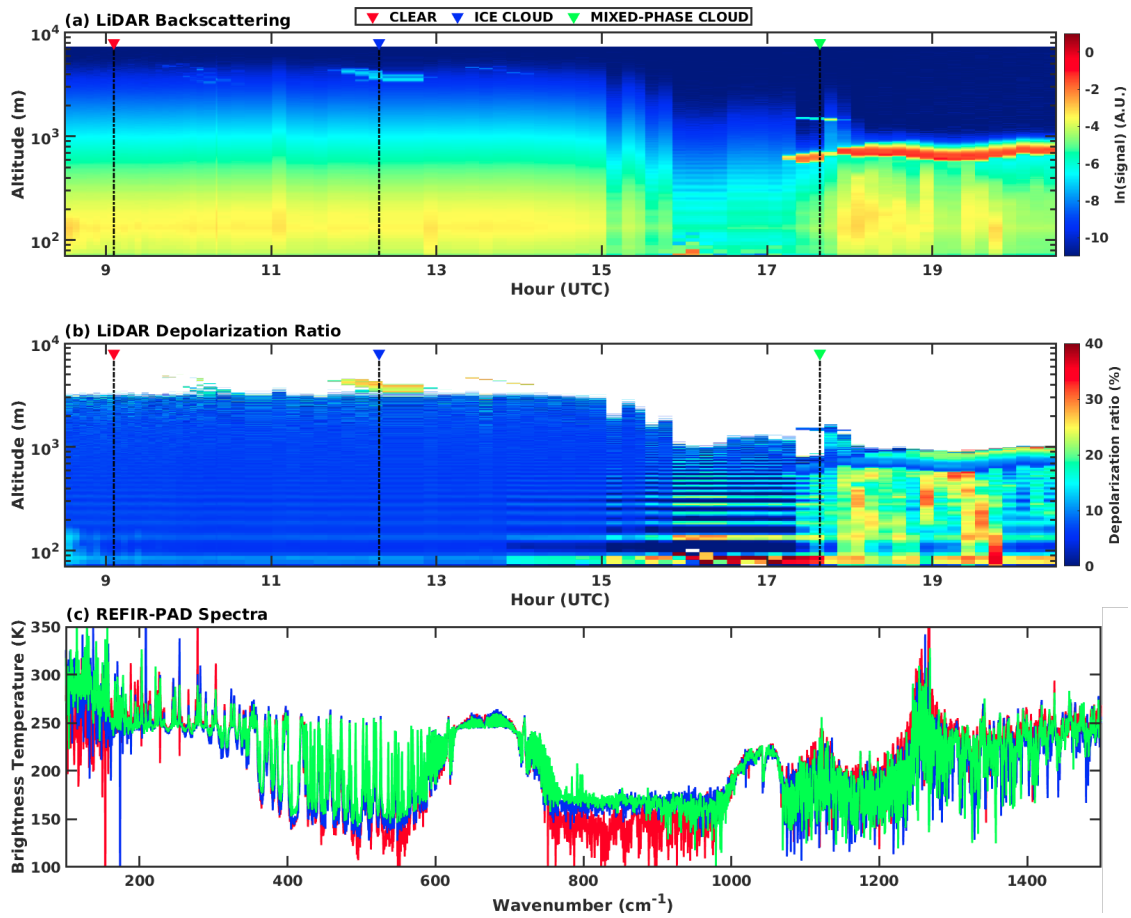 CLEAR ICE CLOUD MIXED-PHASE CLOUD
(a) LiDAR Backscattering
10^4
10^3
10^2
Altitude (m)
9 11 13 15 17 19
Hour (UTC)
0
-2
-4
-6
-8
-10
ln(signal) (A.U.)
(b) LiDAR Depolarization Ratio
10^4
10^3
10^2
Altitude (m)
9 11 13 15 17 19
Hour (UTC)
40
30
20
10
0
Depolarization ratio (%)
(c) REFIR-PAD Spectra
350
300
250
200
150
100
Brightness Temperature (K)
200 400 600 800 1000 1200 1400
Wavenumber (cm^-1)